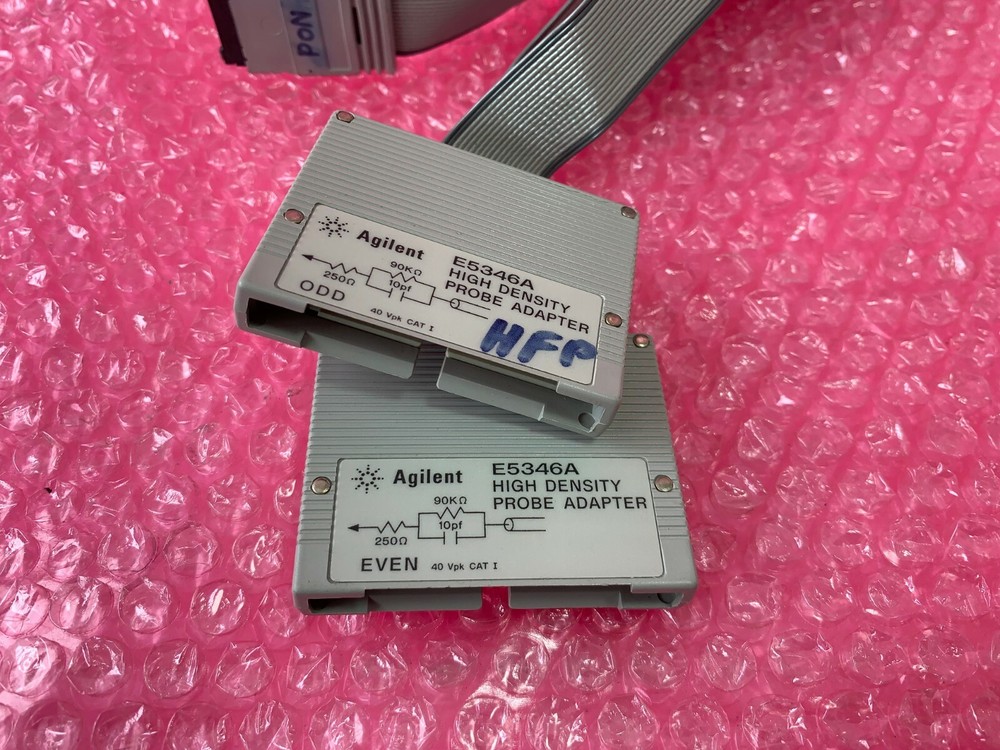 PON
Agilent
E5346A
HIGH DENSITY
PROBE ADAPTER
90KΩ
250Ω
10pf
ODD
40 Vpk CAT I
HFP
Agilent
E5346A
HIGH DENSITY
PROBE ADAPTER
90KΩ
10pf
250Ω
EVEN 40 Vpk CAT I